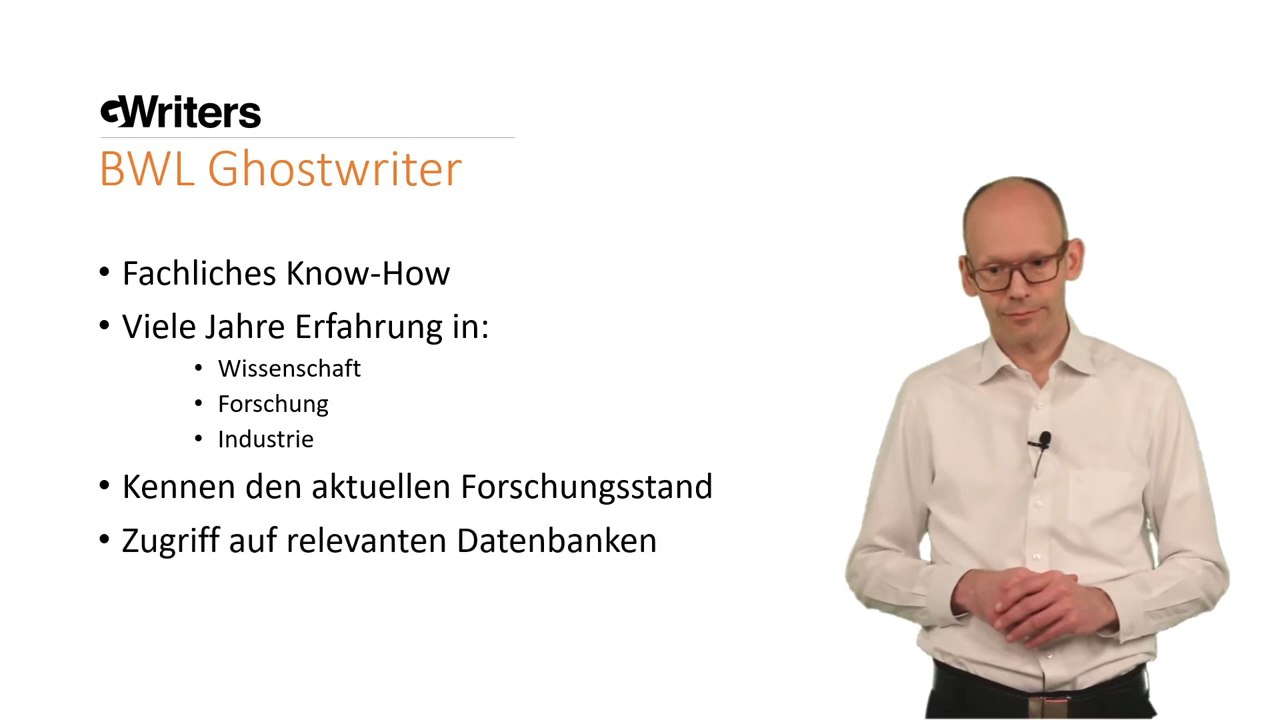 GWriters
BWL Ghostwriter
• Fachliches Know-How
• Viele Jahre Erfahrung in:
• Wissenschaft
• Forschung
• Industrie
• Kennen den aktuellen Forschungsstand
• Zugriff auf relevanten Datenbanken